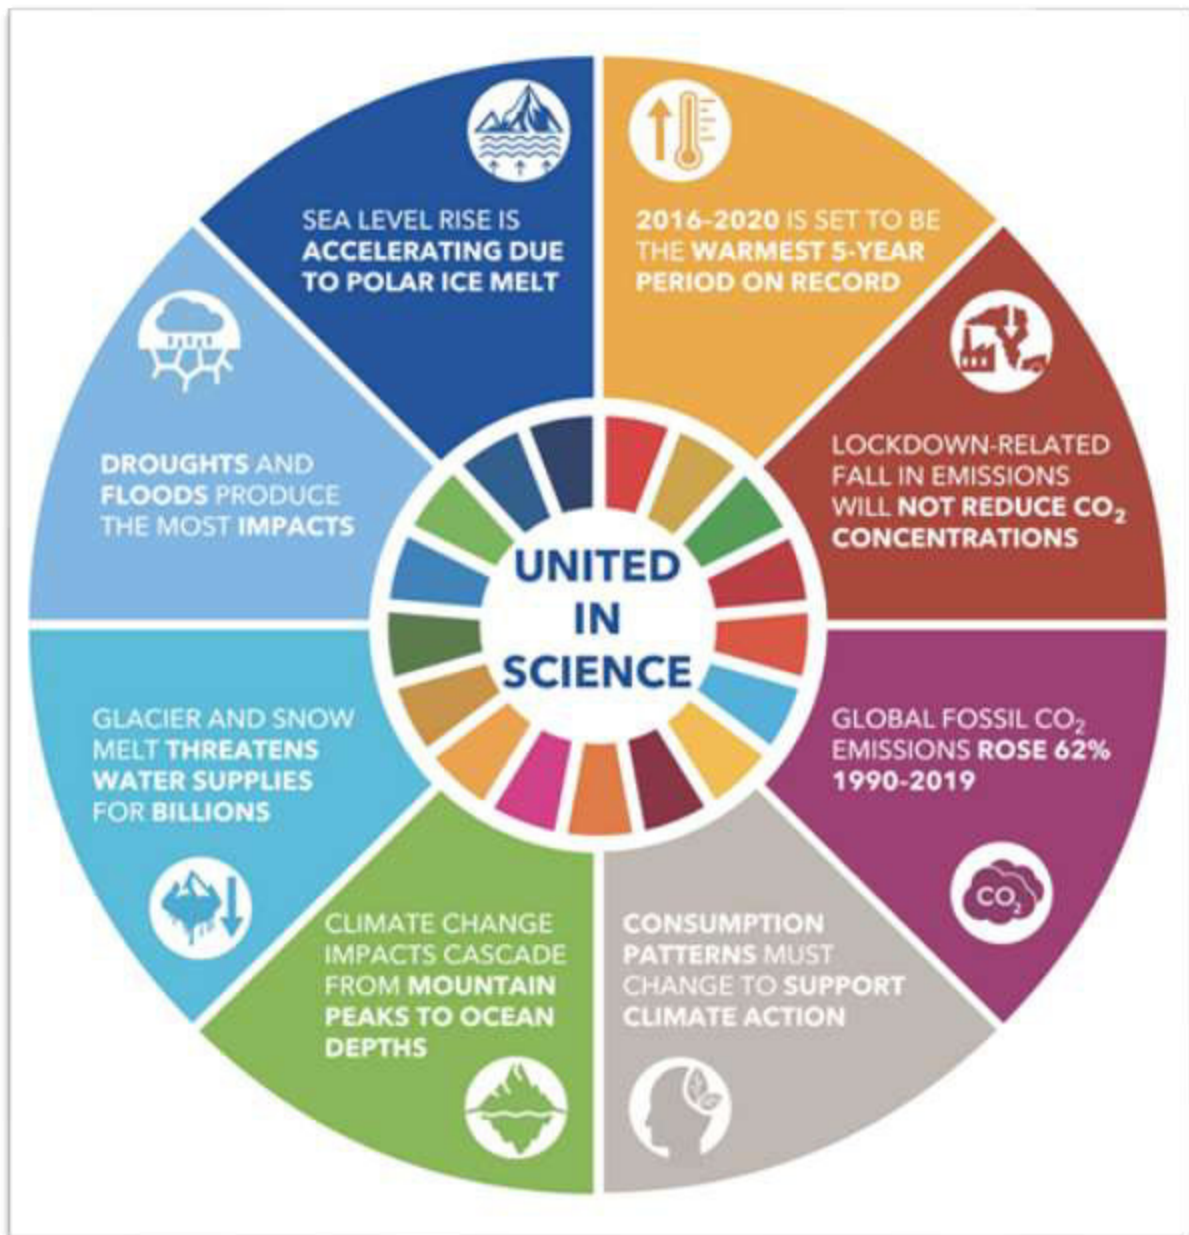 SEA LEVEL RISE IS
ACCELERATING DUE
TO POLAR ICE MELT
2016-2020 IS SET TO BE
THE WARMEST 5-YEAR
PERIOD ON RECORD
LOCKDOWN-RELATED
FALL IN EMISSIONS
WILL NOT REDUCE CO₂
CONCENTRATIONS
GLOBAL FOSSIL CO₂
EMISSIONS ROSE 62%
1990-2019
CO₂
CONSUMPTION
PATTERNS MUST
CHANGE TO SUPPORT
CLIMATE ACTION
CLIMATE CHANGE
IMPACTS CASCADE
FROM MOUNTAIN
PEAKS TO OCEAN
DEPTHS
GLACIER AND SNOW
MELT THREATENS
WATER SUPPLIES
FOR BILLIONS
DROUGHTS AND
FLOODS PRODUCE
THE MOST IMPACTS
UNITED
IN
SCIENCE